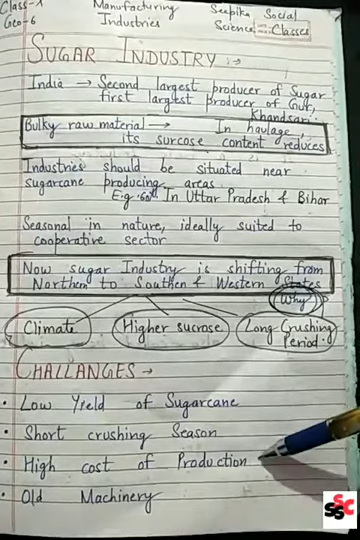 Class-X
Geo-6
Manufacturing
Industries
Social
Science
Classes
SUGAR INDUSTRY :→
India → Second largest producer of Sugar
first largest producer of Gur,
Khandsari
Bulky raw material → In haulage,
its surcose content reduces
Industries should be situated near
sugarcane producing areas
E.g. 60% In Uttar Pradesh & Bihar
Seasonal in nature, ideally suited to
cooperative sector
Now sugar Industry is shifting from
Northen to Southen & Western States
Why
Climate
Higher sucrose
Long Crushing
Period.
CHALLANGES →
• Low Yield of Sugarcane
• Short crushing Season
• High cost of Production
• Old Machinery
SSC